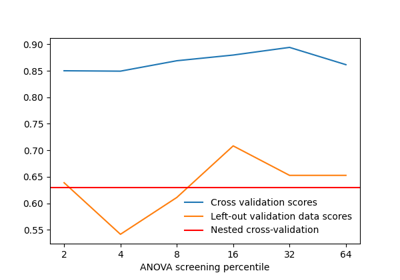 0.90
0.85
0.80
0.75
0.70
0.65
0.60
0.55
Cross validation scores
Left-out validation data scores
Nested cross-validation
2 4 8 16 32 64
ANOVA screening percentile